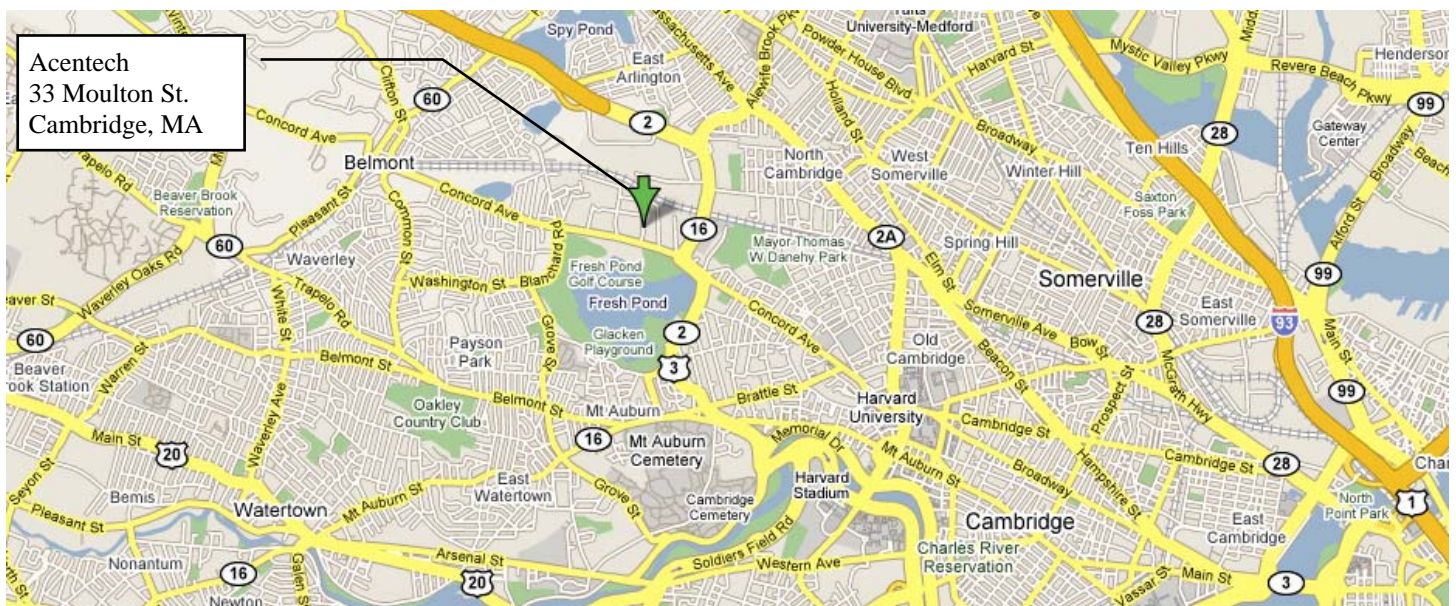 Acentech
33 Moulton St.
Cambridge, MA
Spy Pond
East
Arlington
Massachusetts Ave
Alewife Brook Pkwy
University-Medford
Powder House Blvd
Harvard St
Mystic Valley Pkwy
Revere Beach Pkwy
Henderson
99
Gateway
Center
Broadway
Clifton St
60
Concord Ave
2
Holland St
Broadway
28
Ten Hills
Trapelo Rd
Belmont
North
Cambridge
West
Somerville
Winter Hill
Beaver Brook
Reservation
Pleasant St
Concord Ave
Common St
Blanchard Rd
16
Saxton
Foss Park
Alford St
60
Waverley
2A
Spring Hill
Mayor Thomas
W Danehy Park
Waverley Oaks Rd
Washington St
Fresh Pond
Golf Course
Fresh Pond
Elm St
Somerville
99
White St
Trapelo Rd
Glacken
Playground
2
Concord Ave
Somerville Ave
28
East
Somerville
93
Main St
60
Beaver
Brook Station
Warren St
Payson
Park
Grove St
3
Old
Cambridge
Beacon St
Bow St
Prospect St
McGrath Hwy
Belmont St
Brattle St
Waverley Ave
Oakley
Country Club
Belmont St
Mt Auburn
Harvard
University
99
Main St
20
16
Mt Auburn
Cemetery
Memorial Dr
Cambridge St
Cambridge St
28
Mt Auburn St
Broadway
Hampshire St
Bemis
Mt Auburn St
East
Watertown
Grove St
Cambridge
Cemetery
Harvard
Stadium
North
Point Park
1
Pleasant St
Watertown
Soldiers Field Rd
Cambridge
East
Cambridge
Nonantum
Arsenal St
Western Ave
Charles River
Reservation
16
Newton
Galen St
20
Vassar St
Main St
3